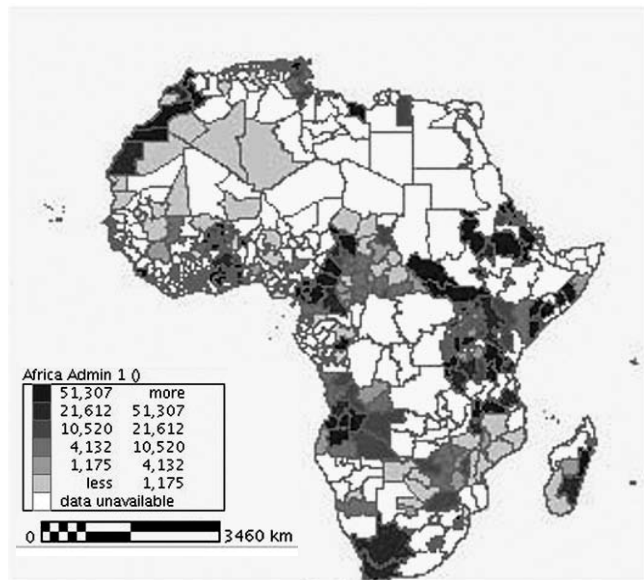 Africa Admin 1 ()
51,307 more
21,612 51,307
10,520 21,612
4,132 10,520
1,175 4,132
less 1,175
data unavailable
0 3460 km